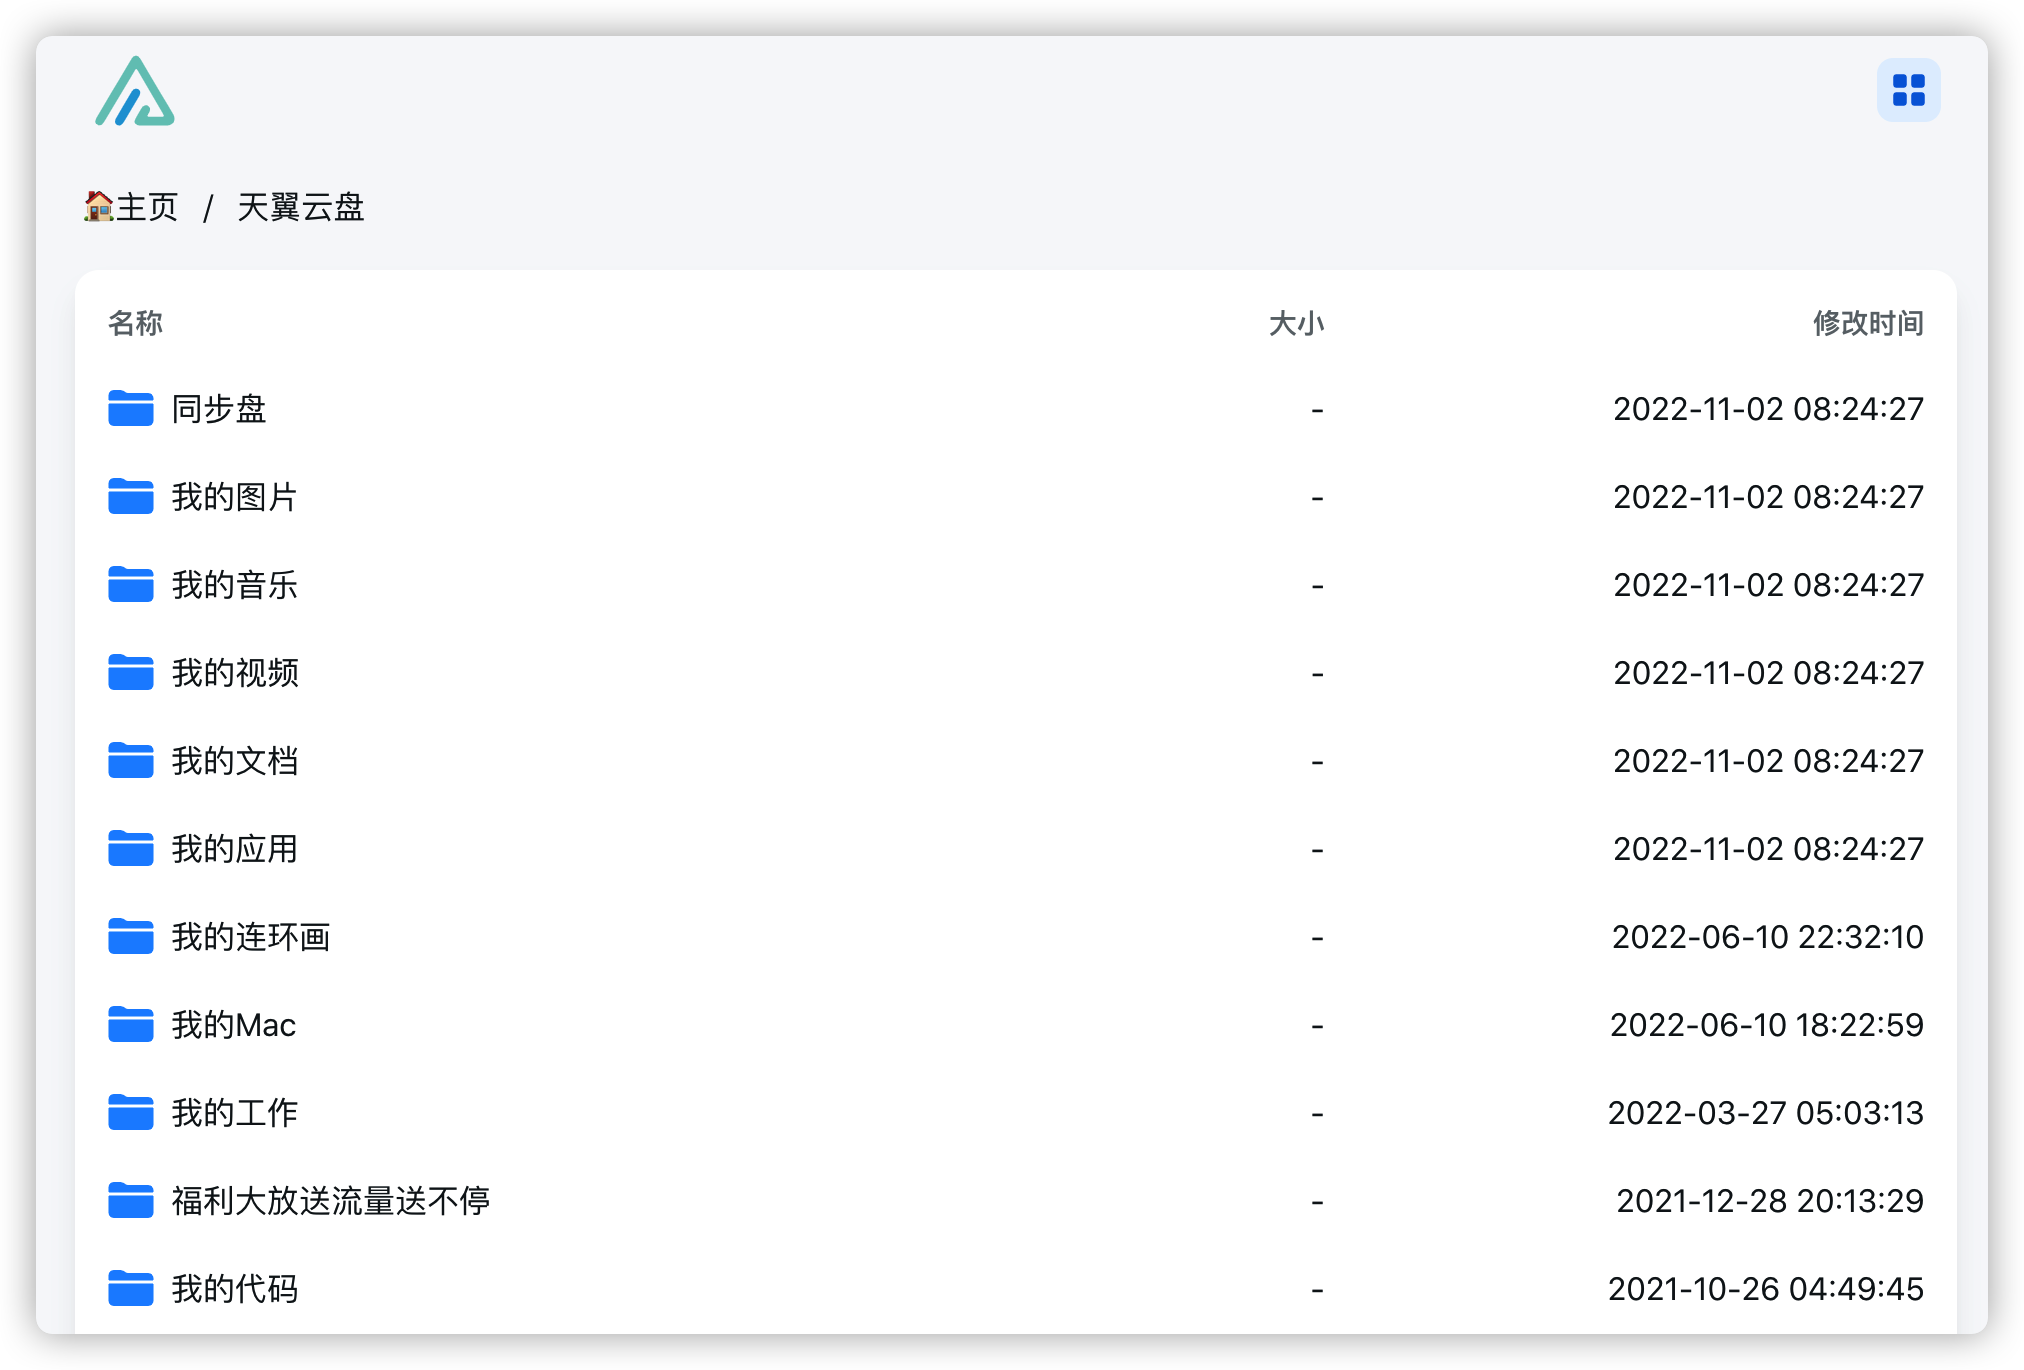 🏠主页 / 天翼云盘
名称 大小 修改时间
同步盘 - 2022-11-02 08:24:27
我的图片 - 2022-11-02 08:24:27
我的音乐 - 2022-11-02 08:24:27
我的视频 - 2022-11-02 08:24:27
我的文档 - 2022-11-02 08:24:27
我的应用 - 2022-11-02 08:24:27
我的连环画 - 2022-06-10 22:32:10
我的Mac - 2022-06-10 18:22:59
我的工作 - 2022-03-27 05:03:13
福利大放送流量送不停 - 2021-12-28 20:13:29
我的代码 - 2021-10-26 04:49:45